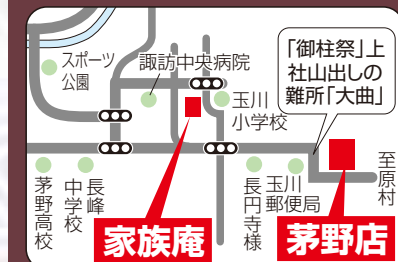 スポーツ
公園
諏訪中央病院
「御柱祭」上
社山出しの
難所「大曲」
玉川
小学校
茅野高校
長峰
中学校
家族庵
長円寺様
玉川
郵便局
茅野店
至原村